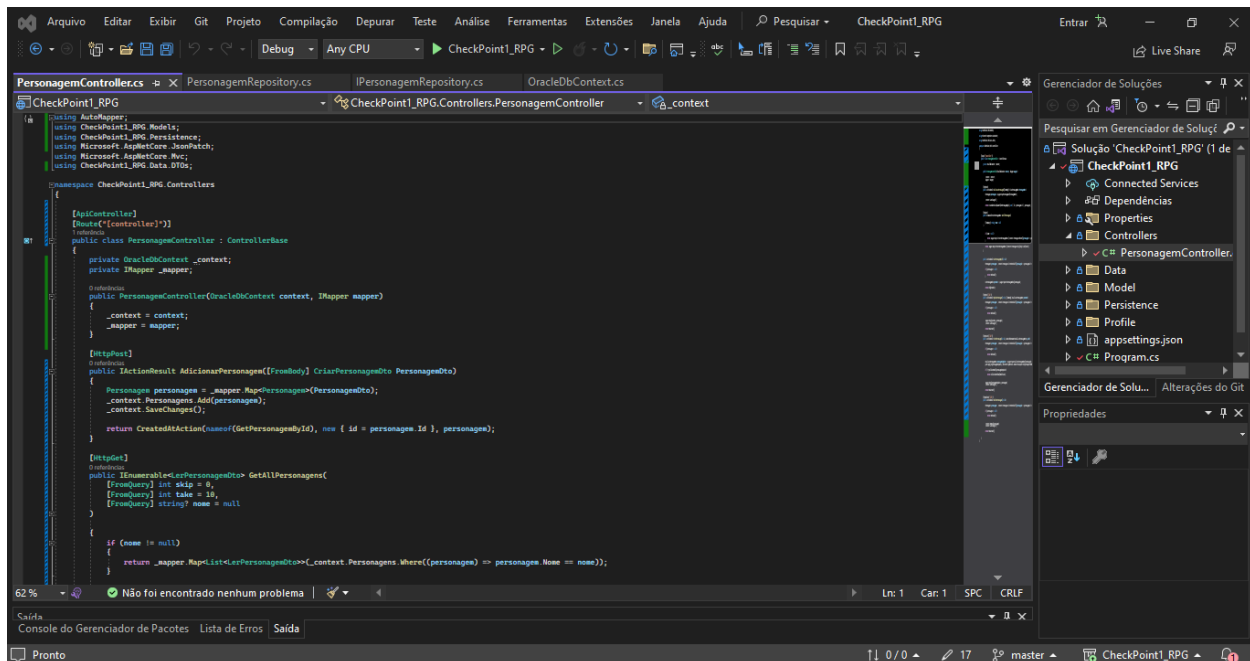 Arquivo Editar Exibir Git Projeto Compilação Depurar Teste Análise Ferramentas Extensões Janela Ajuda Pesquisar CheckPoint1_RPG Entrar
Debug Any CPU CheckPoint1_RPG Live Share
PersonagemController.cs PersonagemRepository.cs IPersonagemRepository.cs OracleDbContext.cs
CheckPoint1_RPG CheckPoint1_RPG.Controllers.PersonagemController _context
using AutoMapper;
using CheckPoint1_RPG.Models;
using CheckPoint1_RPG.Persistence;
using Microsoft.AspNetCore.JsonPatch;
using Microsoft.AspNetCore.Mvc;
using CheckPoint1_RPG.Data.DTOs;
namespace CheckPoint1_RPG.Controllers
{
[ApiController]
[Route("[controller]")]
1 referência
public class PersonagemController : ControllerBase
{
private OracleDbContext _context;
private IMapper _mapper;
0 referências
public PersonagemController(OracleDbContext context, IMapper mapper)
{
_context = context;
_mapper = mapper;
}
[HttpPost]
0 referências
public IActionResult AdicionarPersonagem([FromBody] CriarPersonagemDto PersonagemDto)
{
Personagem personagem = _mapper.Map<Personagem>(PersonagemDto);
_context.Personagens.Add(personagem);
_context.SaveChanges();
return CreatedAtAction(nameof(GetPersonagemById), new { id = personagem.Id }, personagem);
}
[HttpGet]
0 referências
public IEnumerable<LerPersonagemDto> GetAllPersonagens(
[FromQuery] int skip = 0,
[FromQuery] int take = 10,
[FromQuery] string? nome = null
)
{
if (nome != null)
{
return _mapper.Map<List<LerPersonagemDto>>(_context.Personagens.Where((personagem) => personagem.Nome == nome));
}
62 % Não foi encontrado nenhum problema Ln: 1 Car: 1 SPC CRLF
Saída
Console do Gerenciador de Pacotes Lista de Erros Saída
Gerenciador de Soluções
Pesquisar em Gerenciador de Soluçõ
Solução 'CheckPoint1_RPG' (1 de
CheckPoint1_RPG
Connected Services
Dependências
Properties
Controllers
C# PersonagemController.
Data
Model
Persistence
Profile
appsettings.json
C# Program.cs
Gerenciador de Solu... Alterações do Git
Propriedades
Pronto 0 / 0 17 master CheckPoint1_RPG 1